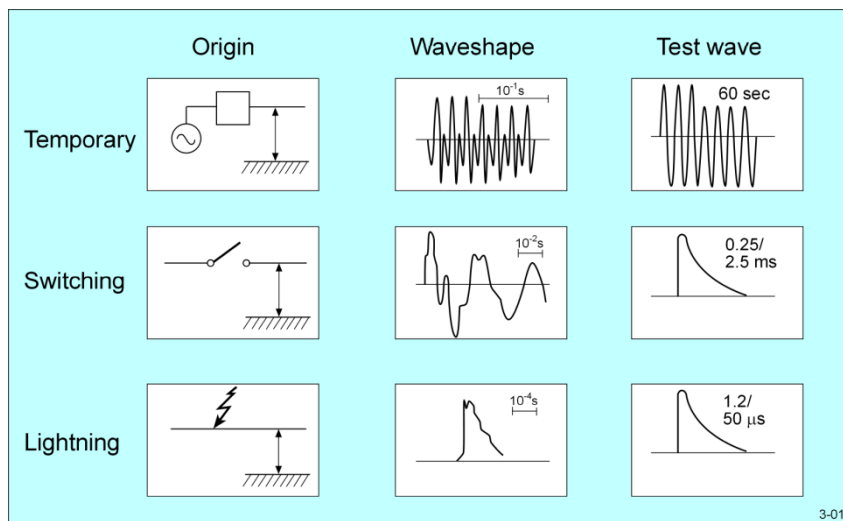 Origin Waveshape Test wave
Temporary
10⁻¹s
60 sec
Switching
10⁻²s
0.25/
2.5 ms
Lightning
10⁻⁴s
1.2/
50 μs
3-01